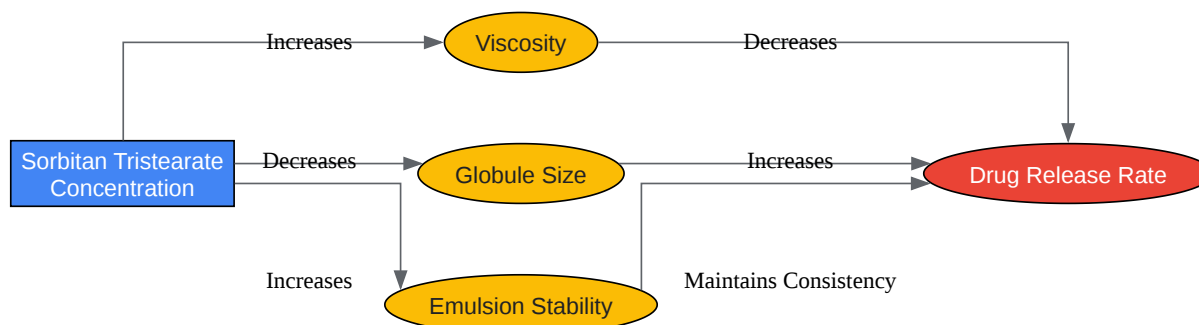 Increases
Viscosity
Decreases
Sorbitan Tristearate
Concentration
Decreases
Globule Size
Increases
Drug Release Rate
Increases
Emulsion Stability
Maintains Consistency